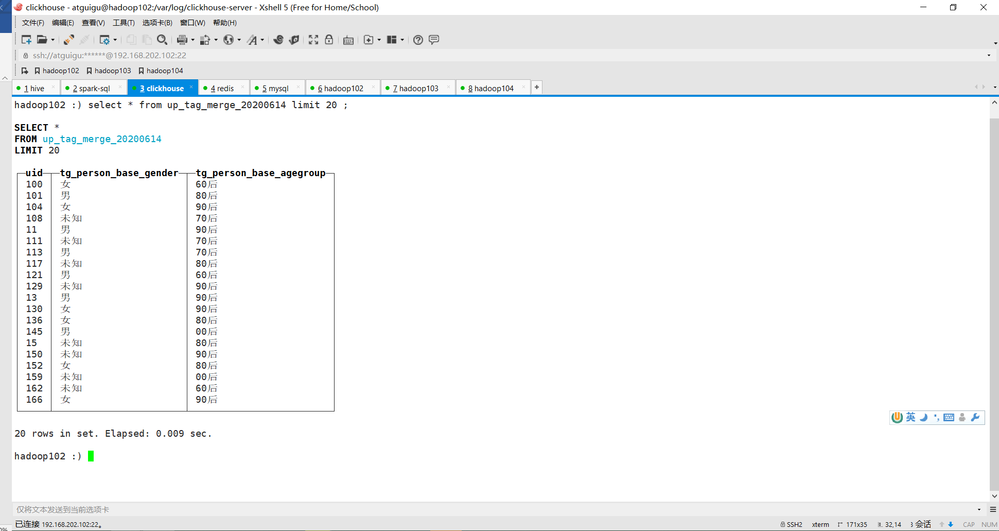 clickhouse - atguigu@hadoop102:/var/log/clickhouse-server - Xshell 5 (Free for Home/School)
文件(F) 编辑(E) 查看(V) 工具(T) 选项卡(B) 窗口(W) 帮助(H)
ssh://atguigu:******@192.168.202.102:22
hadoop102 hadoop103 hadoop104
1 hive 2 spark-sql 3 clickhouse 4 redis 5 mysql 6 hadoop102 7 hadoop103 8 hadoop104 +
hadoop102 :) select * from up_tag_merge_20200614 limit 20 ;
SELECT *
FROM up_tag_merge_20200614
LIMIT 20
uid tg_person_base_gender tg_person_base_agegroup
100 女 60后
101 男 80后
104 女 90后
108 未知 70后
11 男 90后
111 未知 70后
113 男 70后
117 未知 80后
121 男 60后
129 未知 90后
13 男 90后
130 女 90后
136 女 80后
145 男 00后
15 未知 80后
150 未知 90后
152 女 80后
159 未知 00后
162 未知 60后
166 女 90后
英
20 rows in set. Elapsed: 0.009 sec.
hadoop102 :)
仅将文本发送到当前选项卡
已连接 192.168.202.102:22。 SSH2 xterm 171x35 32,14 3 会话 CAP NUM